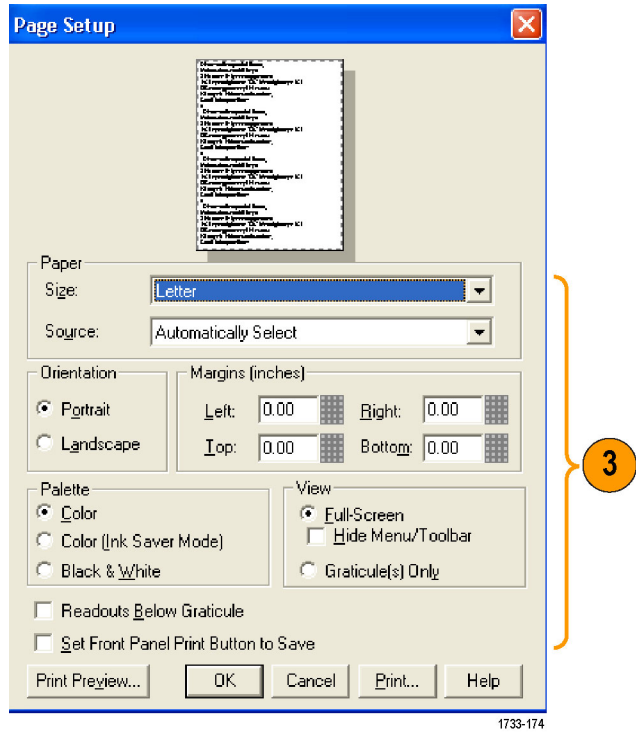 Page Setup
Paper
Size: Letter
Source: Automatically Select
Orientation
Portrait
Landscape
Margins (inches)
Left: 0.00 Right: 0.00
Top: 0.00 Bottom: 0.00
Palette
Color
Color (Ink Saver Mode)
Black & White
View
Full-Screen
Hide Menu/Toolbar
Graticule(s) Only
Readouts Below Graticule
Set Front Panel Print Button to Save
Print Preview... OK Cancel Print... Help
3
1733-174